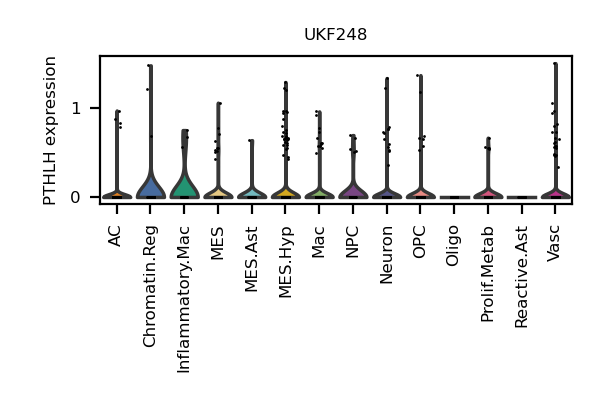 UKF248
PTHLH expression
1
0
AC
Chromatin.Reg
Inflammatory.Mac
MES
MES.Ast
MES.Hyp
Mac
NPC
Neuron
OPC
Oligo
Prolif.Metab
Reactive.Ast
Vasc